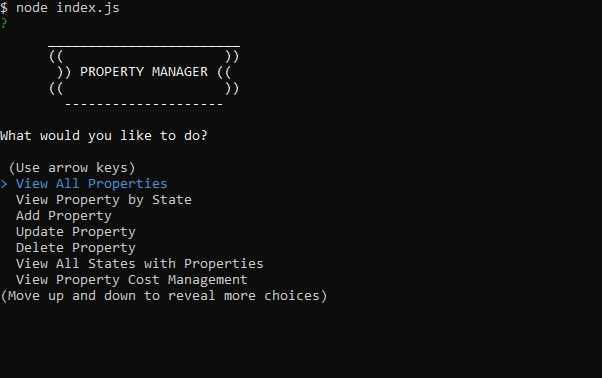 $ node index.js
?
________________________
((                    ))
)) PROPERTY MANAGER ((
((                    ))
--------------------
What would you like to do?
(Use arrow keys)
> View All Properties
View Property by State
Add Property
Update Property
Delete Property
View All States with Properties
View Property Cost Management
(Move up and down to reveal more choices)